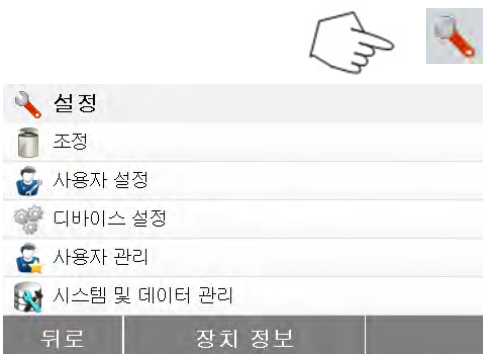 설정
조정
사용자 설정
디바이스 설정
사용자 관리
시스템 및 데이터 관리
뒤로 장치 정보